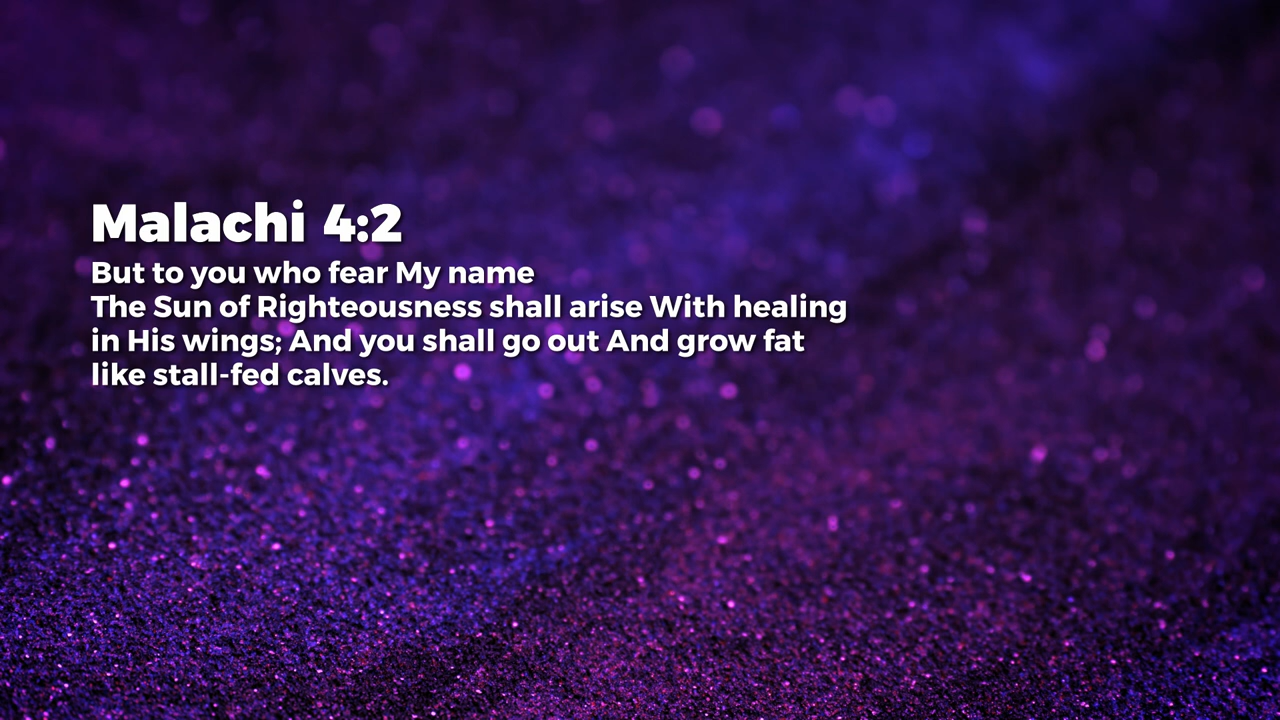 Malachi 4:2
But to you who fear My name
The Sun of Righteousness shall arise With healing
in His wings; And you shall go out And grow fat
like stall-fed calves.